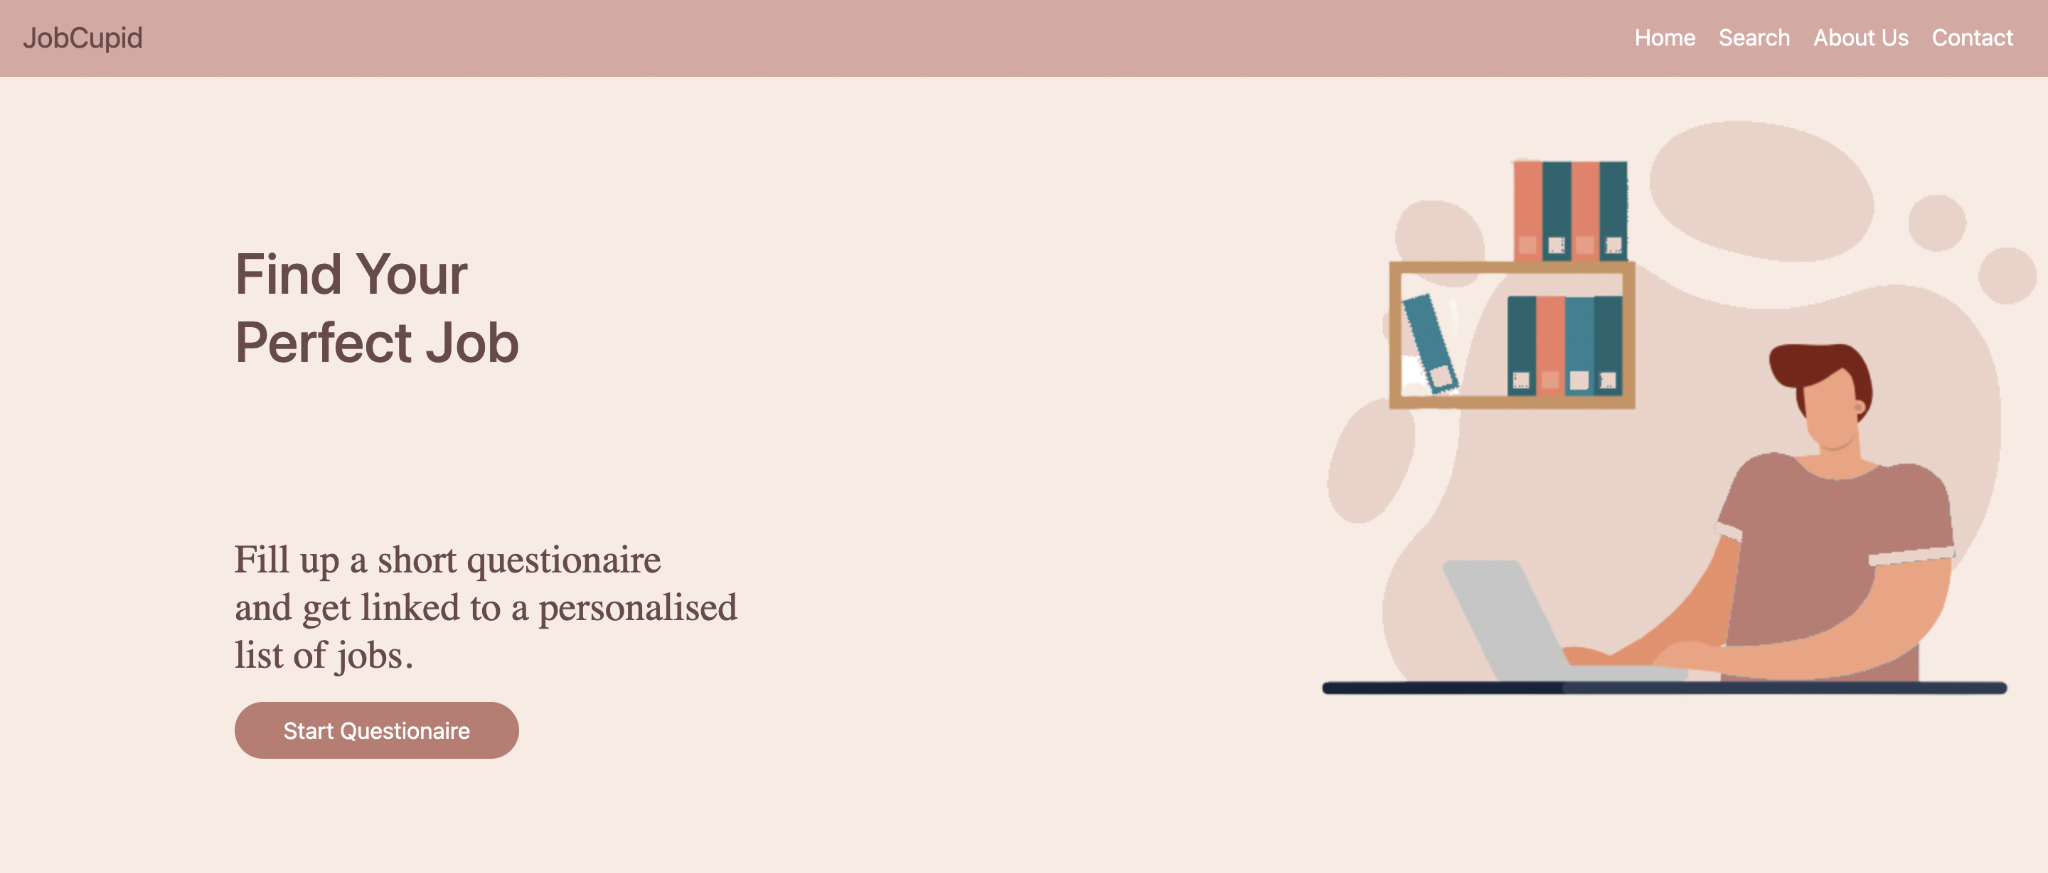 JobCupid
Home Search About Us Contact
Find Your
Perfect Job
Fill up a short questionaire
and get linked to a personalised
list of jobs.
Start Questionaire